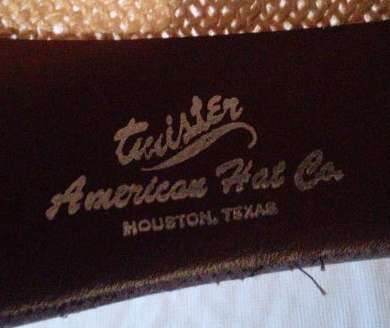 twister
American Hat Co.
HOUSTON, TEXAS